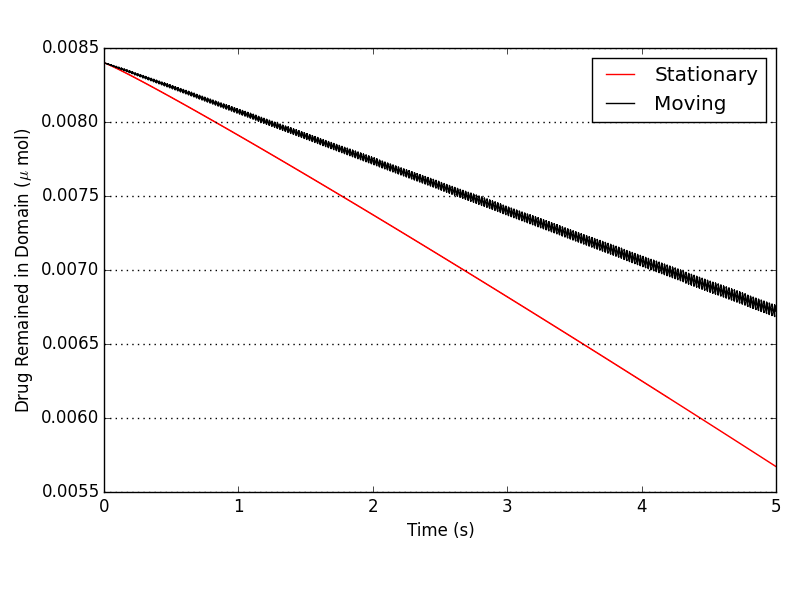 0.0085
0.0080
0.0075
0.0070
0.0065
0.0060
0.0055
Drug Remained in Domain (μ mol)
Stationary
Moving
0 1 2 3 4 5
Time (s)